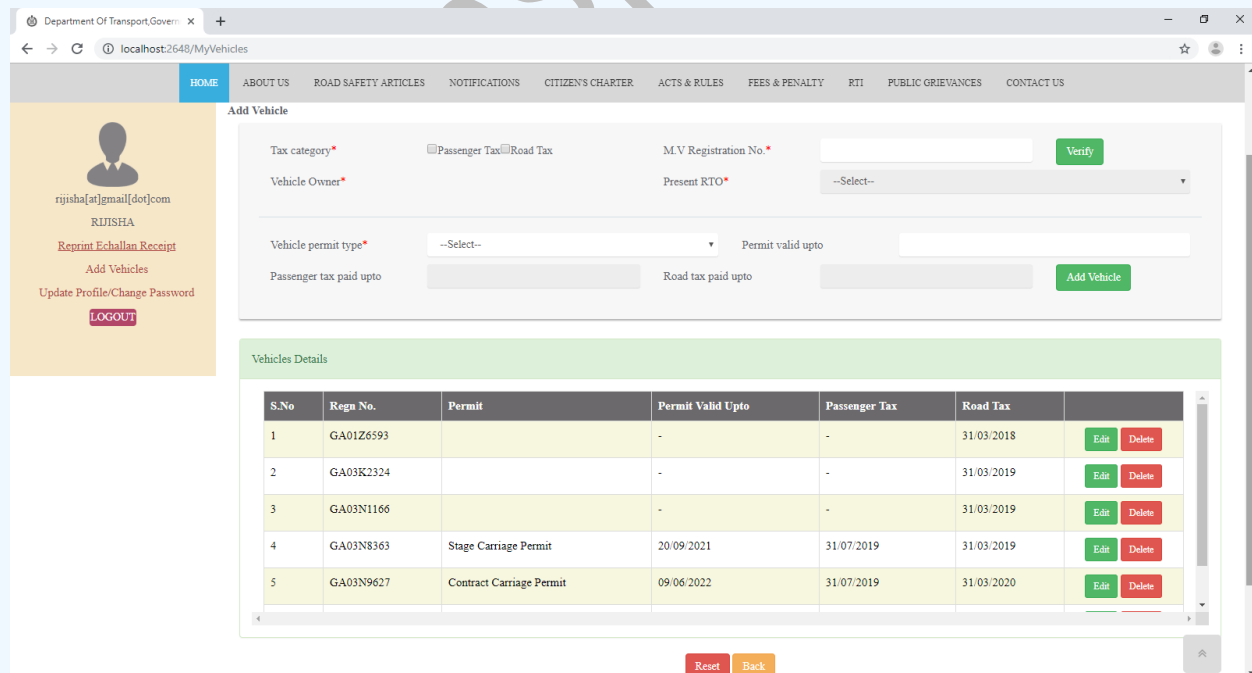 Department Of Transport,Govern
localhost:2648/MyVehicles
HOME ABOUT US ROAD SAFETY ARTICLES NOTIFICATIONS CITIZEN'S CHARTER ACTS & RULES FEES & PENALTY RTI PUBLIC GRIEVANCES CONTACT US
rijisha[at]gmail[dot]com
RIJISHA
Reprint Echallan Receipt
Add Vehicles
Update Profile/Change Password
LOGOUT
Add Vehicle
Tax category* Passenger Tax Road Tax M.V Registration No.* Verify
Vehicle Owner* Present RTO* --Select--
Vehicle permit type* --Select-- Permit valid upto
Passenger tax paid upto Road tax paid upto Add Vehicle
Vehicles Details
S.No Regn No. Permit Permit Valid Upto Passenger Tax Road Tax
1 GA01Z6593 - - 31/03/2018 Edit Delete
2 GA03K2324 - - 31/03/2019 Edit Delete
3 GA03N1166 - - 31/03/2019 Edit Delete
4 GA03N8363 Stage Carriage Permit 20/09/2021 31/07/2019 31/03/2019 Edit Delete
5 GA03N9627 Contract Carriage Permit 09/06/2022 31/07/2019 31/03/2020 Edit Delete
Reset Back